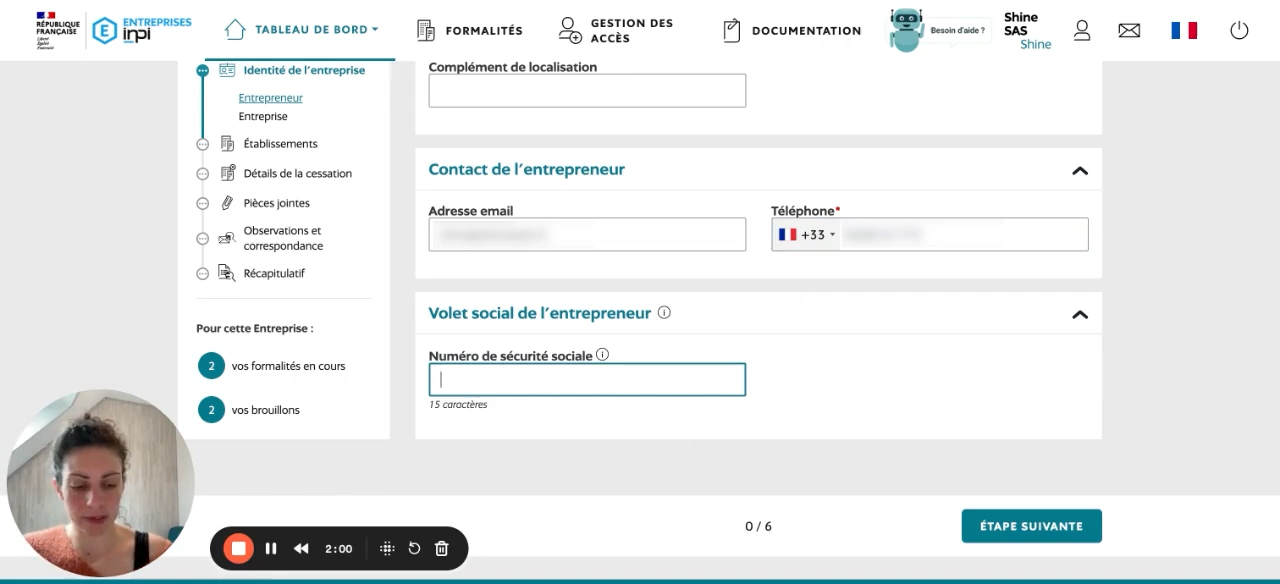 RÉPUBLIQUE
FRANÇAISE
Liberté
Égalité
Fraternité
ENTREPRISES
inpi
TABLEAU DE BORD
FORMALITÉS
GESTION DES
ACCÈS
DOCUMENTATION
Besoin d'aide ?
Shine
SAS
Shine
Identité de l'entreprise
Entrepreneur
Entreprise
Établissements
Détails de la cessation
Pièces jointes
Observations et
correspondance
Récapitulatif
Pour cette Entreprise :
2 vos formalités en cours
2 vos brouillons
Complément de localisation
Contact de l'entrepreneur
Adresse email
Téléphone*
+33
Volet social de l'entrepreneur
Numéro de sécurité sociale
15 caractères
0 / 6
ÉTAPE SUIVANTE
2:00